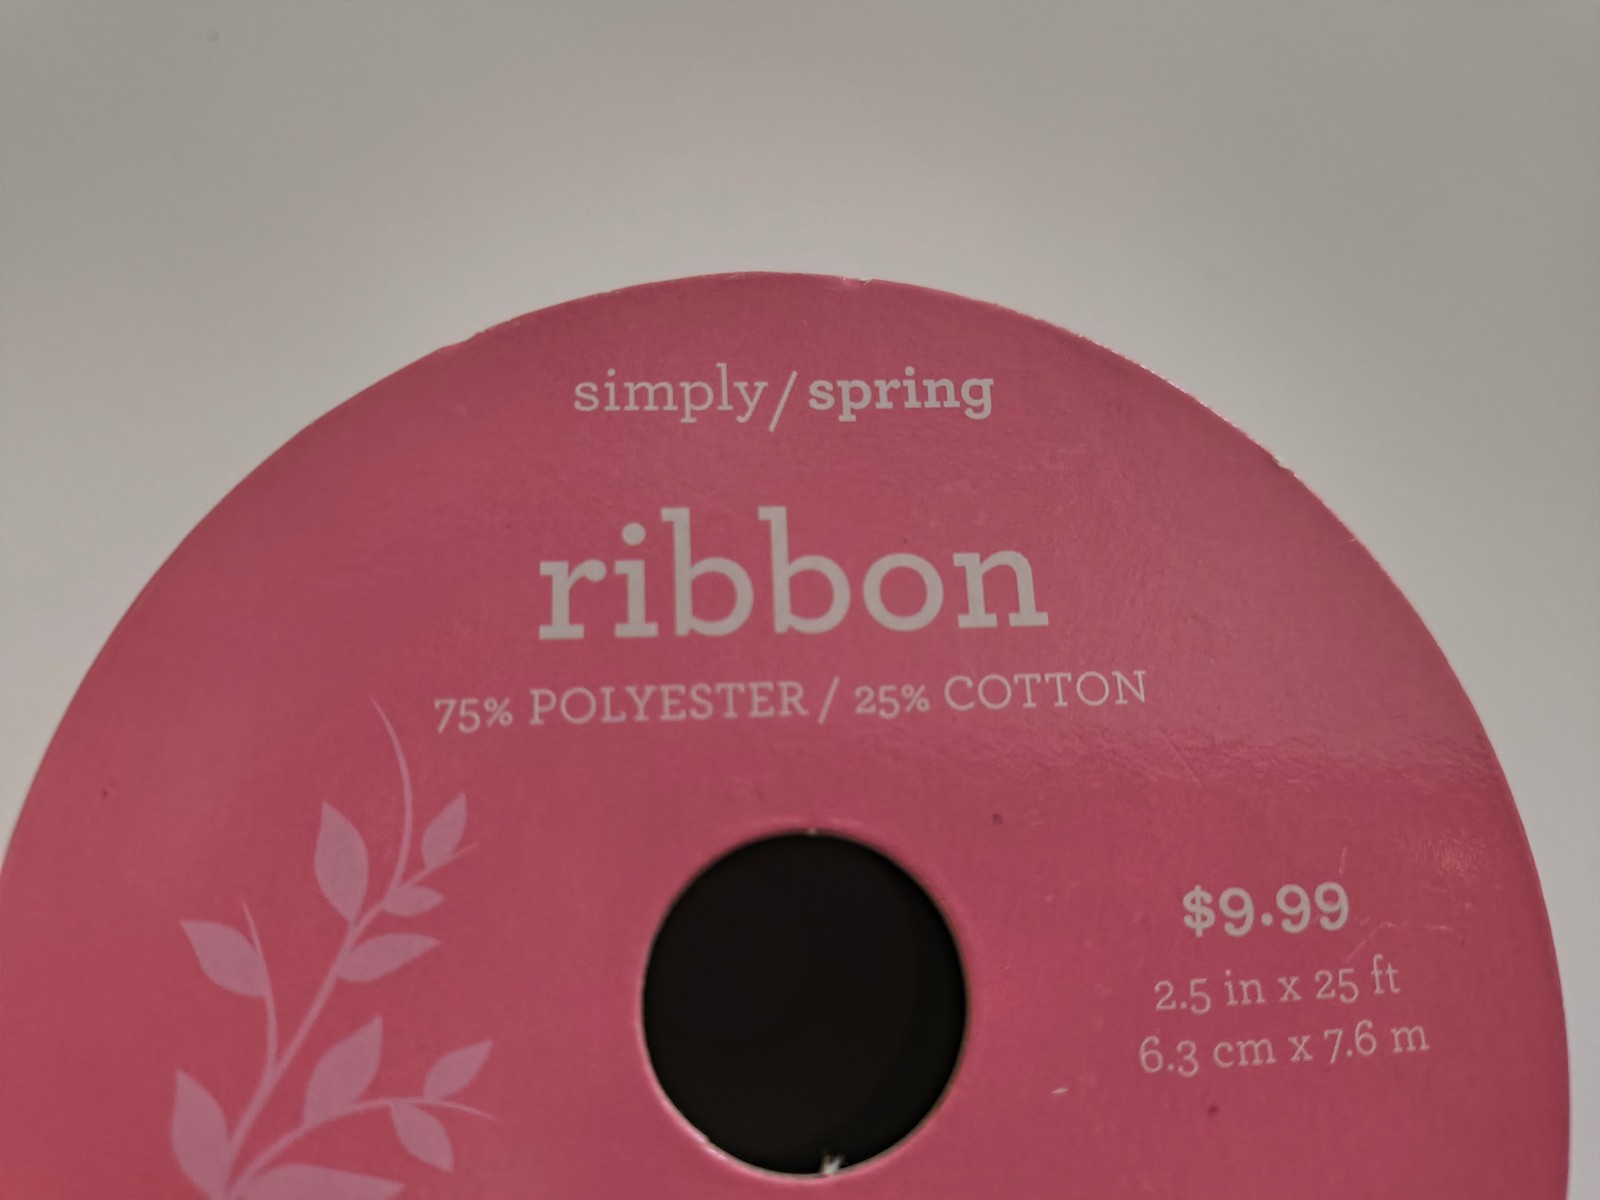 simply/spring
ribbon
75% POLYESTER / 25% COTTON
$9.99
2.5 in x 25 ft
6.3 cm x 7.6 m